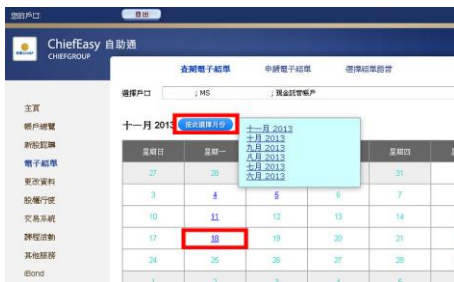 您的戶口:
登出
ChiefEasy 自助通
CHIEFGROUP
查閱電子結單
申請電子結單
選擇結單語言
選擇戶口
; MS
; 現金託管帳戶
主頁
帳戶總覽
新股認購
電子結單
更改資料
股權行使
交易系統
課程活動
其他服務
iBond
十一月 2013
按此選擇月份
十一月 2013
十月 2013
九月 2013
八月 2013
七月 2013
六月 2013
星期日 星期一 星期四
27 28 31
3 4 5 6 7
10 11 12 13 14
17 18 19 20 21
24 25 26 27 28
1 2 3 4 5